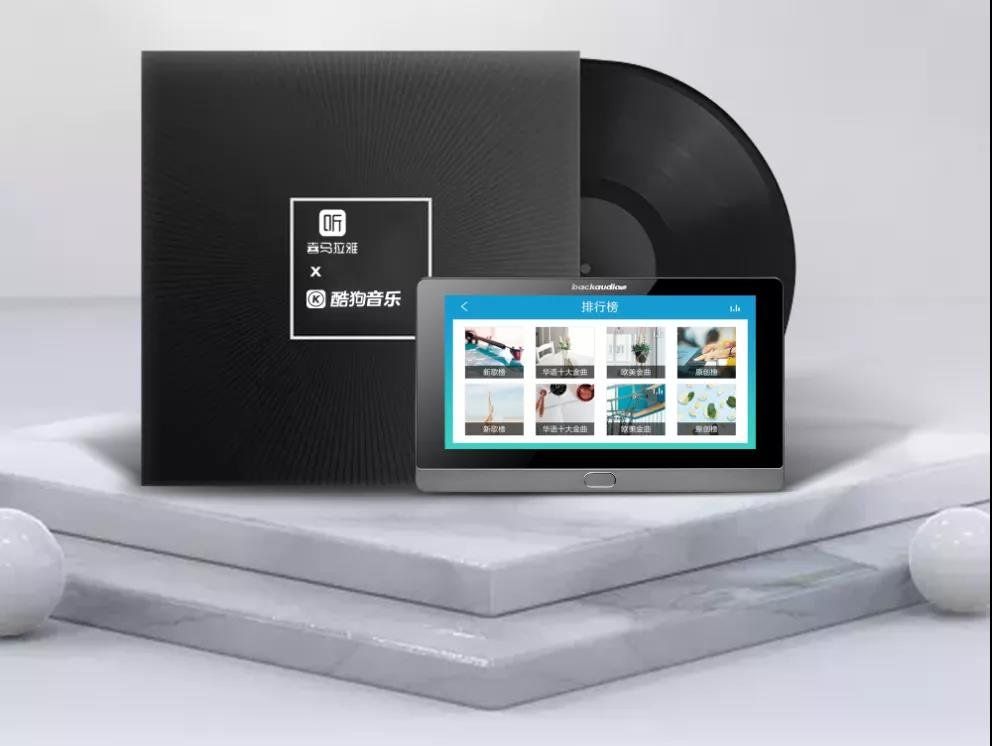 听
喜马拉雅
X
酷狗音乐
backaudio
排行榜
新歌榜
华语十大金曲
欧美金曲
原创榜
新歌榜
华语十大金曲
欧美金曲
原创榜